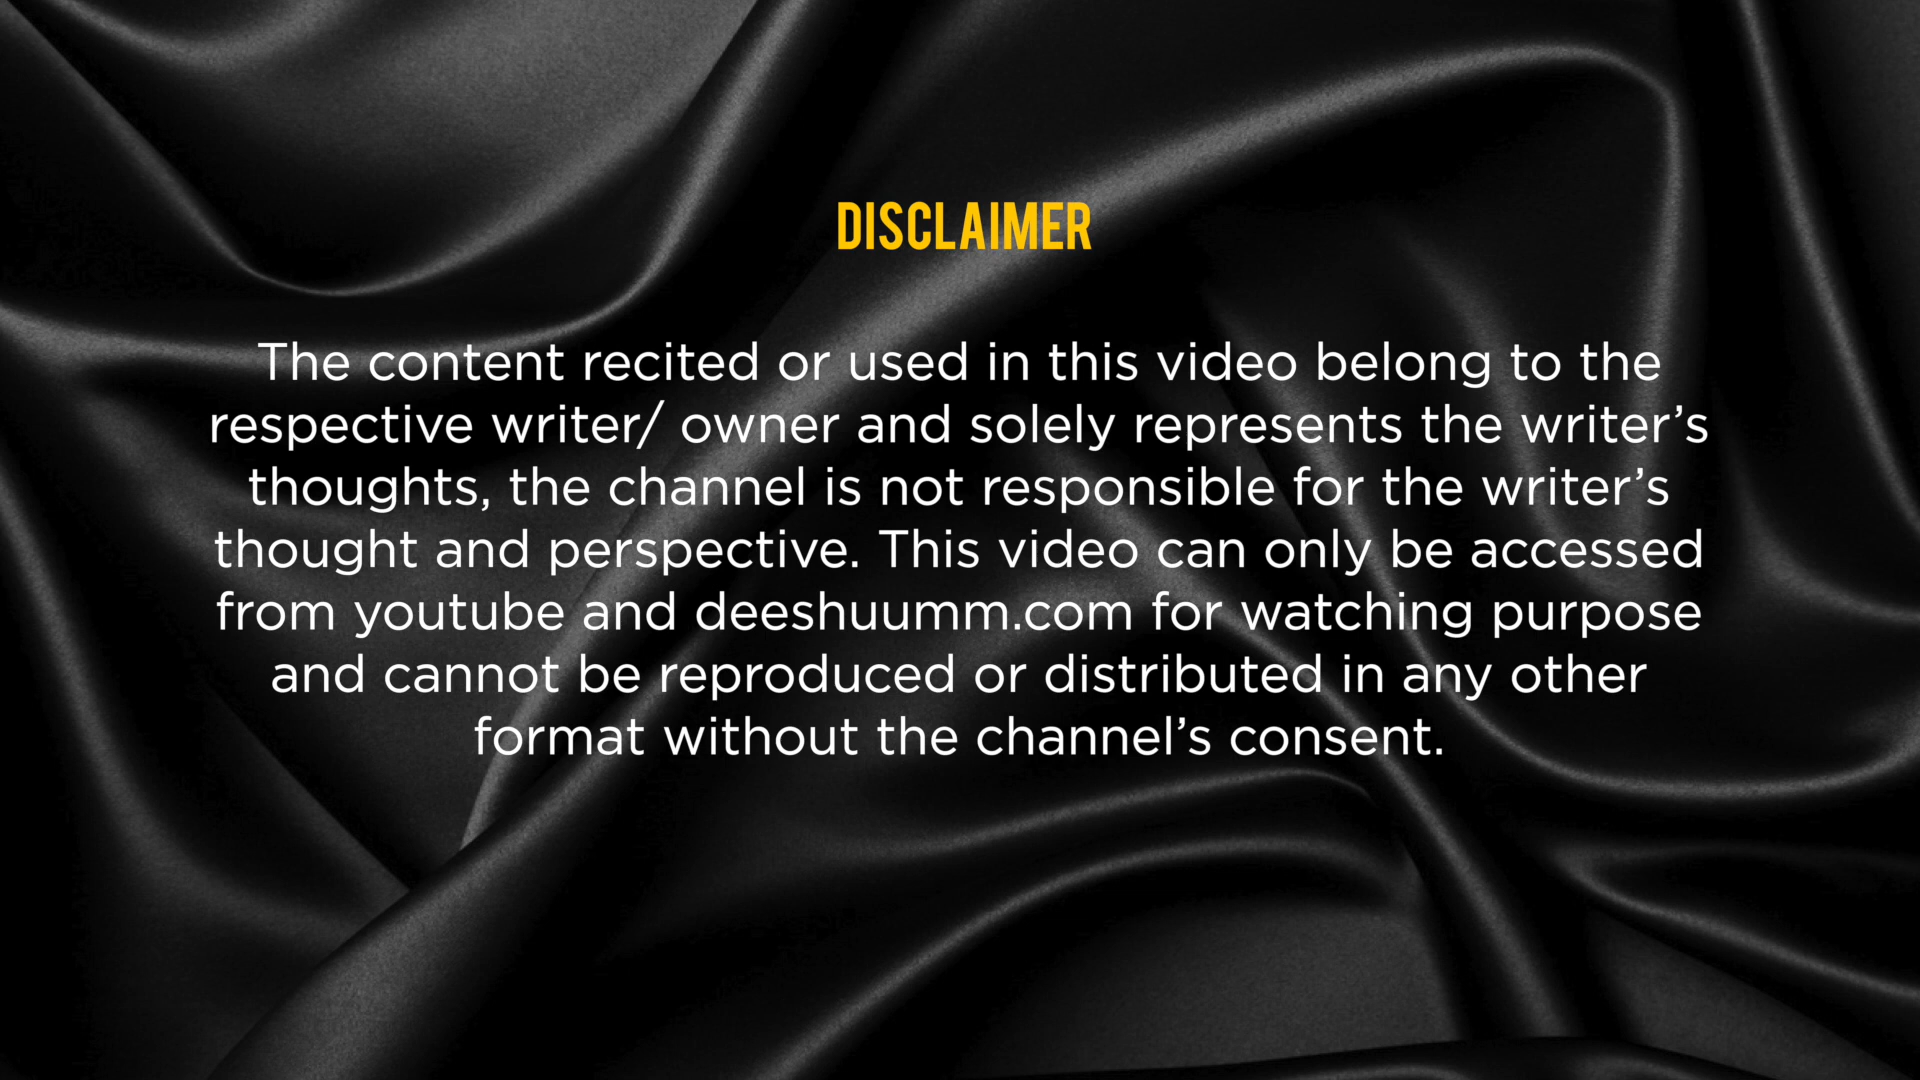 DISCLAIMER
The content recited or used in this video belong to the
respective writer/ owner and solely represents the writer’s
thoughts, the channel is not responsible for the writer’s
thought and perspective. This video can only be accessed
from youtube and deeshuumm.com for watching purpose
and cannot be reproduced or distributed in any other
format without the channel’s consent.